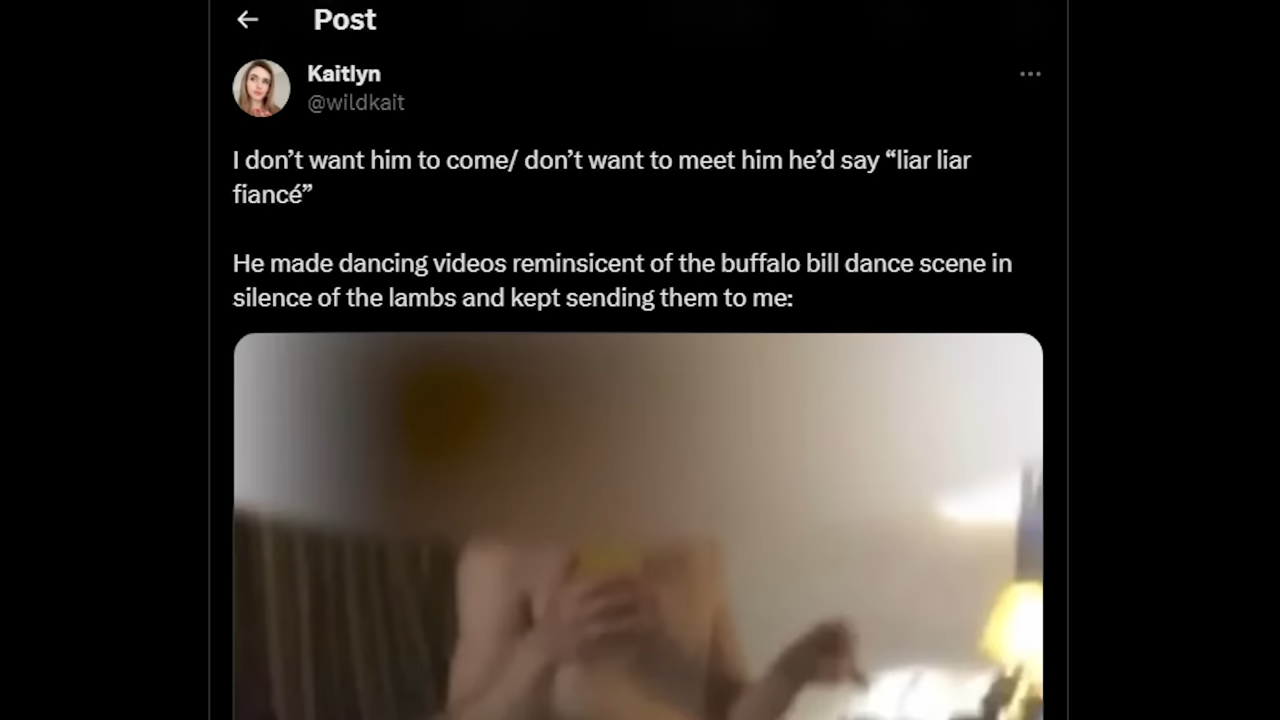 Post
Kaitlyn
@wildkait
I don’t want him to come/ don’t want to meet him he’d say “liar liar
fiancé”
He made dancing videos reminsicent of the buffalo bill dance scene in
silence of the lambs and kept sending them to me: